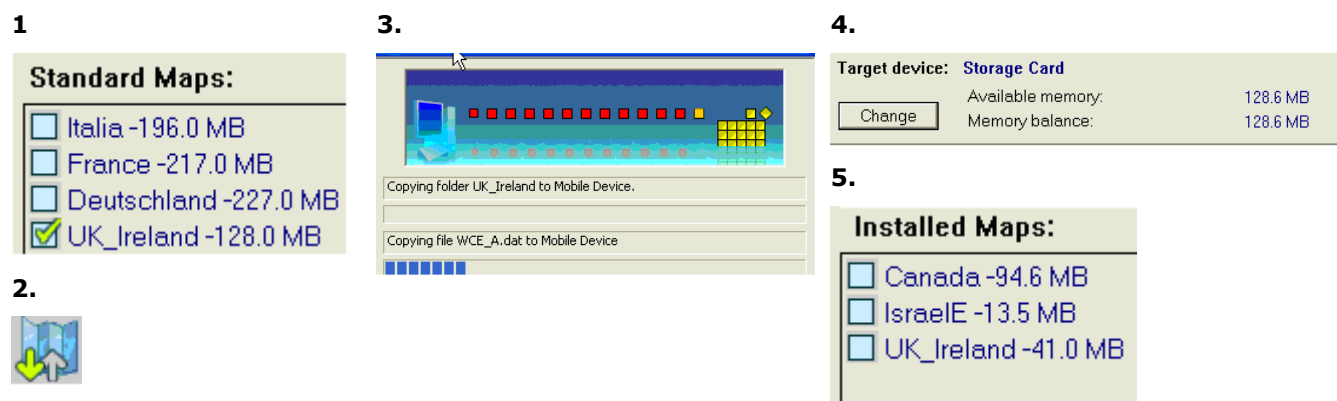 1
Standard Maps:
Italia -196.0 MB
France -217.0 MB
Deutschland -227.0 MB
UK_Ireland -128.0 MB
2.
3.
Copying folder UK_Ireland to Mobile Device.
Copying file WCE_A.dat to Mobile Device
4.
Target device: Storage Card
Available memory: 128.6 MB
Change
Memory balance: 128.6 MB
5.
Installed Maps:
Canada -94.6 MB
IsraelE -13.5 MB
UK_Ireland -41.0 MB